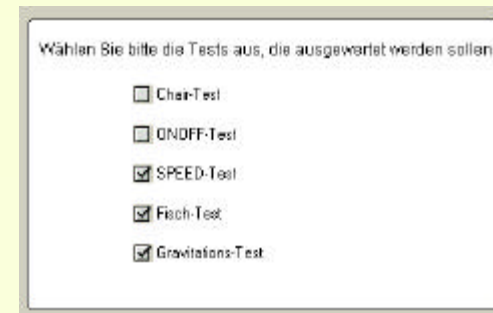 Wählen Sie bitte die Tests aus, die ausgewertet werden sollen
Chair-Test
ONOFF-Test
SPEED-Test
Fisch-Test
Gravitations-Test